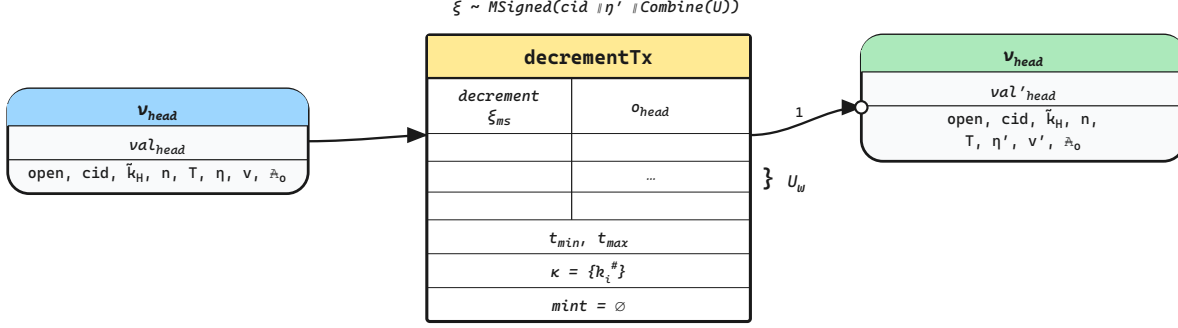 ξ ~ MSigned(cid ‖η′ ‖Combine(U))
ν_head
val_head
open, cid, k̃_H, n, T, η, v, 𝔸_o
decrementTx
decrement
ξ_ms
o_head
…
} U_ω
t_min, t_max
κ = {k_i^#}
mint = ∅
1
ν_head
val′_head
open, cid, k̃_H, n,
T, η′, v′, 𝔸_o